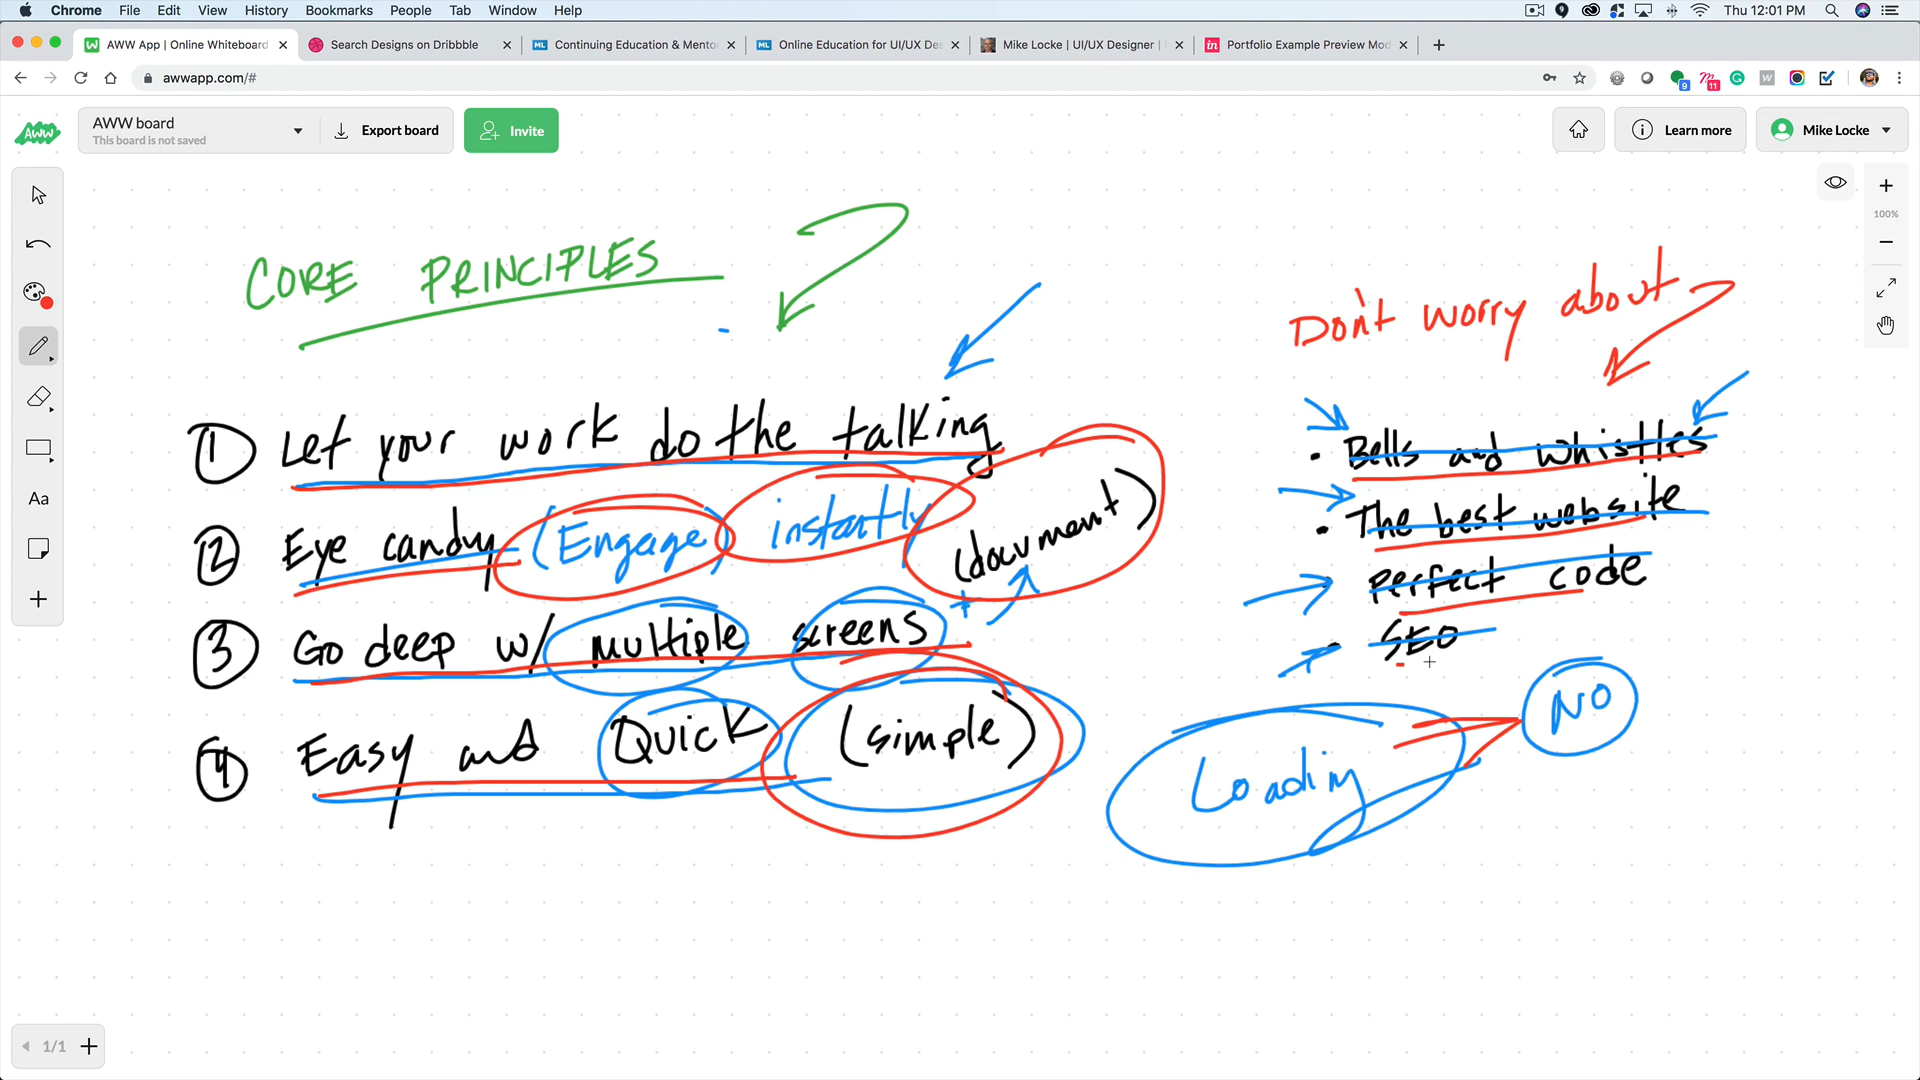 Chrome File Edit View History Bookmarks People Tab Window Help
Thu 12:01 PM
AWW App | Online Whiteboard
Search Designs on Dribbble
Continuing Education & Mento
Online Education for UI/UX Des
Mike Locke | UI/UX Designer |
Portfolio Example Preview Mod
awwapp.com/#
9
11
AWW
AWW board
This board is not saved
Export board
Invite
Learn more
Mike Locke
100%
Aa
CORE PRINCIPLES
① Let your work do the talking
② Eye candy (Engage) instantly
(document)
③ Go deep w/ multiple screens +
④ Easy and Quick (simple)
Don't worry about
• Bells and whistles
• The best website
• Perfect code
• SEO
Loading
NO
1/1